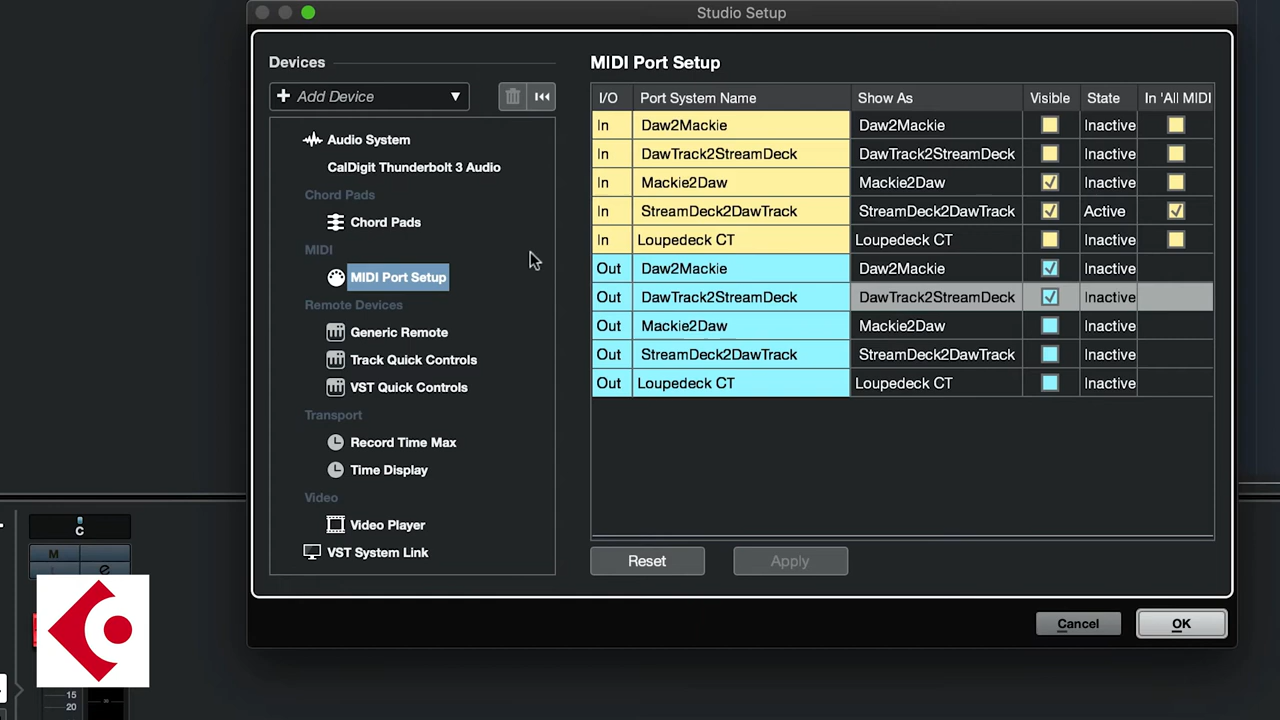 Studio Setup
Devices
+ Add Device
Audio System
CalDigit Thunderbolt 3 Audio
Chord Pads
Chord Pads
MIDI
MIDI Port Setup
Remote Devices
Generic Remote
Track Quick Controls
VST Quick Controls
Transport
Record Time Max
Time Display
Video
Video Player
VST System Link
MIDI Port Setup
I/O Port System Name Show As Visible State In 'All MIDI
In Daw2Mackie Daw2Mackie Inactive
In DawTrack2StreamDeck DawTrack2StreamDeck Inactive
In Mackie2Daw Mackie2Daw Inactive
In StreamDeck2DawTrack StreamDeck2DawTrack Active
In Loupedeck CT Loupedeck CT Inactive
Out Daw2Mackie Daw2Mackie Inactive
Out DawTrack2StreamDeck DawTrack2StreamDeck Inactive
Out Mackie2Daw Mackie2Daw Inactive
Out StreamDeck2DawTrack StreamDeck2DawTrack Inactive
Out Loupedeck CT Loupedeck CT Inactive
Reset Apply
Cancel OK
C
M
e
15
20